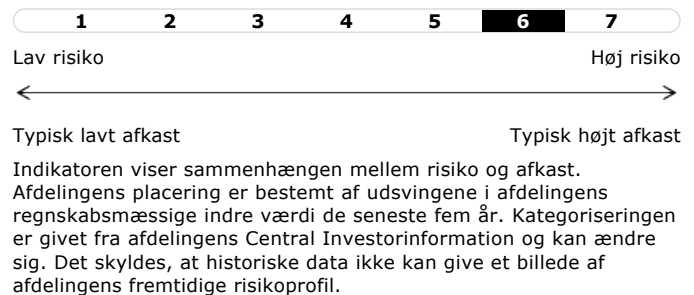 1 2 3 4 5 6 7
Lav risiko Høj risiko
Typisk lavt afkast Typisk højt afkast
Indikatoren viser sammenhængen mellem risiko og afkast.
Afdelingens placering er bestemt af udsvingene i afdelingens
regnskabsmæssige indre værdi de seneste fem år. Kategoriseringen
er givet fra afdelingens Central Investorinformation og kan ændre
sig. Det skyldes, at historiske data ikke kan give et billede af
afdelingens fremtidige risikoprofil.